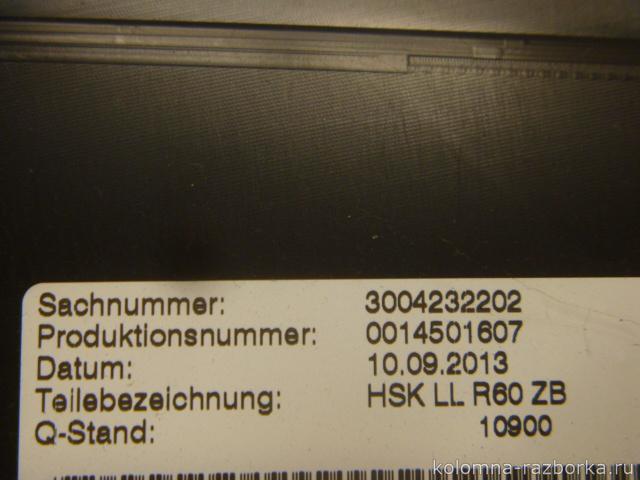 Sachnummer: 3004232202
Produktionsnummer: 0014501607
Datum: 10.09.2013
Teilebezeichnung: HSK LL R60 ZB
Q-Stand: 10900
kolomna-razborka.ru